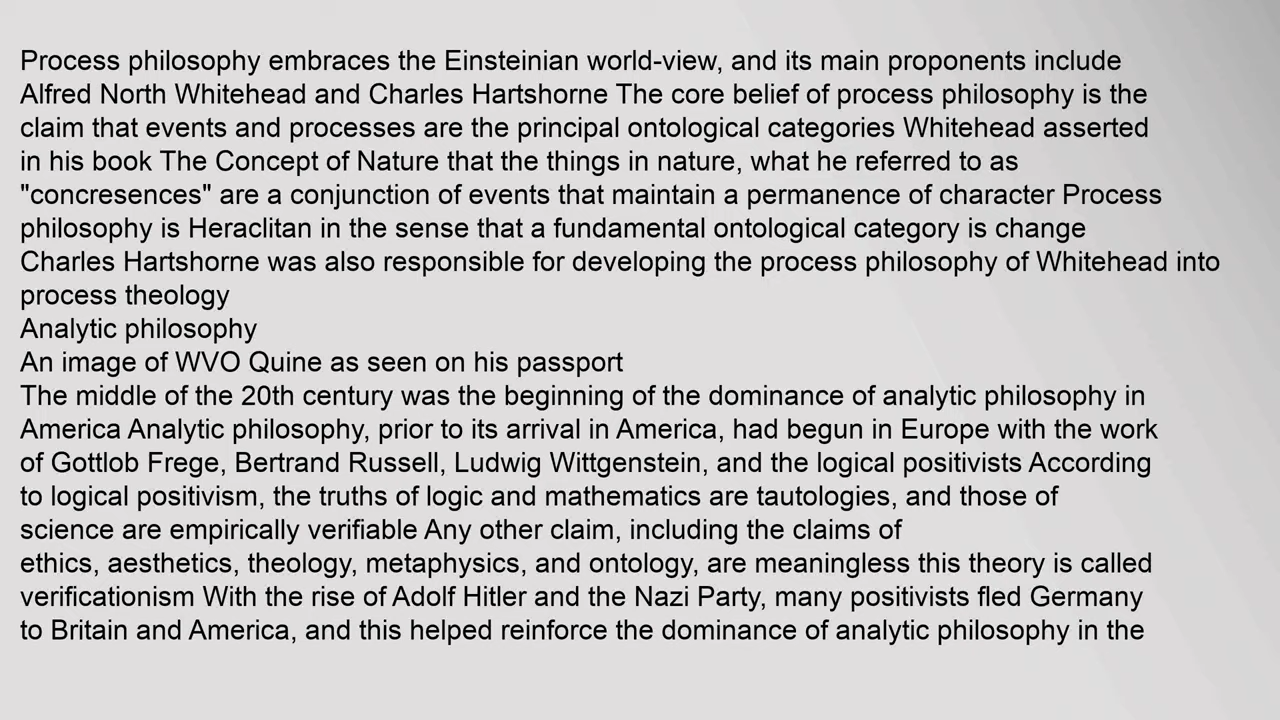 Process philosophy embraces the Einsteinian world-view, and its main proponents include
Alfred North Whitehead and Charles Hartshorne The core belief of process philosophy is the
claim that events and processes are the principal ontological categories Whitehead asserted
in his book The Concept of Nature that the things in nature, what he referred to as
"concresences" are a conjunction of events that maintain a permanence of character Process
philosophy is Heraclitan in the sense that a fundamental ontological category is change
Charles Hartshorne was also responsible for developing the process philosophy of Whitehead into
process theology
Analytic philosophy
An image of WVO Quine as seen on his passport
The middle of the 20th century was the beginning of the dominance of analytic philosophy in
America Analytic philosophy, prior to its arrival in America, had begun in Europe with the work
of Gottlob Frege, Bertrand Russell, Ludwig Wittgenstein, and the logical positivists According
to logical positivism, the truths of logic and mathematics are tautologies, and those of
science are empirically verifiable Any other claim, including the claims of
ethics, aesthetics, theology, metaphysics, and ontology, are meaningless this theory is called
verificationism With the rise of Adolf Hitler and the Nazi Party, many positivists fled Germany
to Britain and America, and this helped reinforce the dominance of analytic philosophy in the